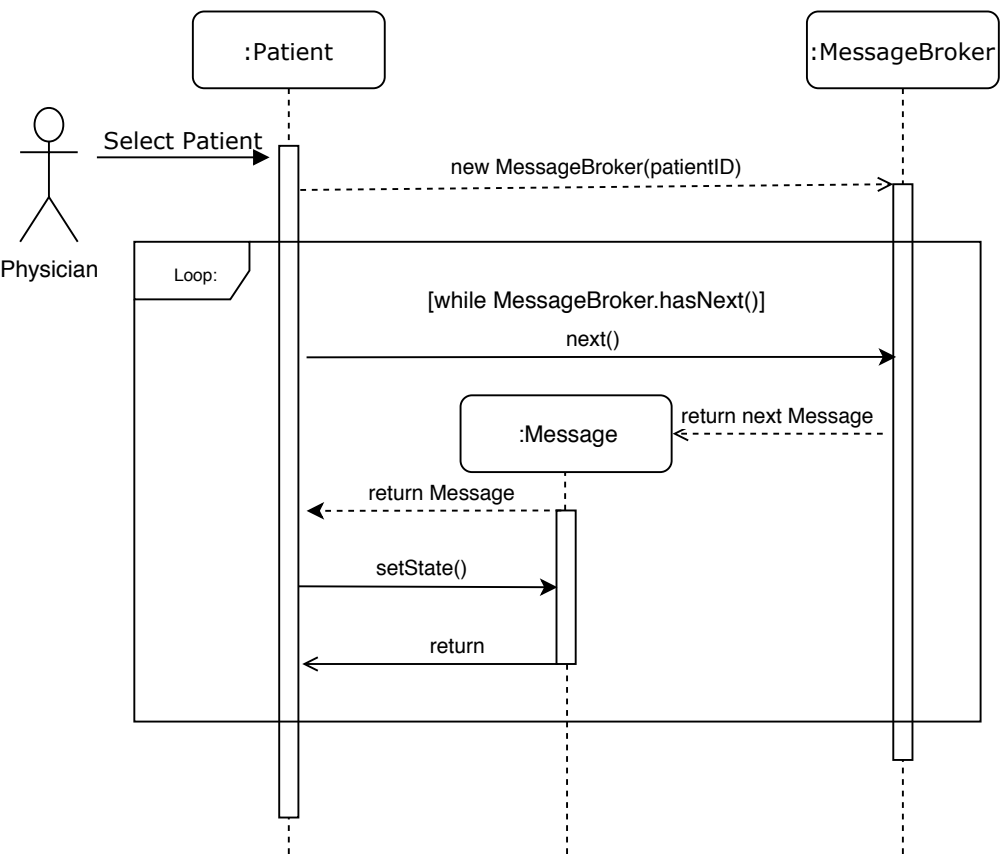 :Patient
:MessageBroker
Select Patient
new MessageBroker(patientID)
Physician
Loop:
[while MessageBroker.hasNext()]
next()
return next Message
:Message
return Message
setState()
return